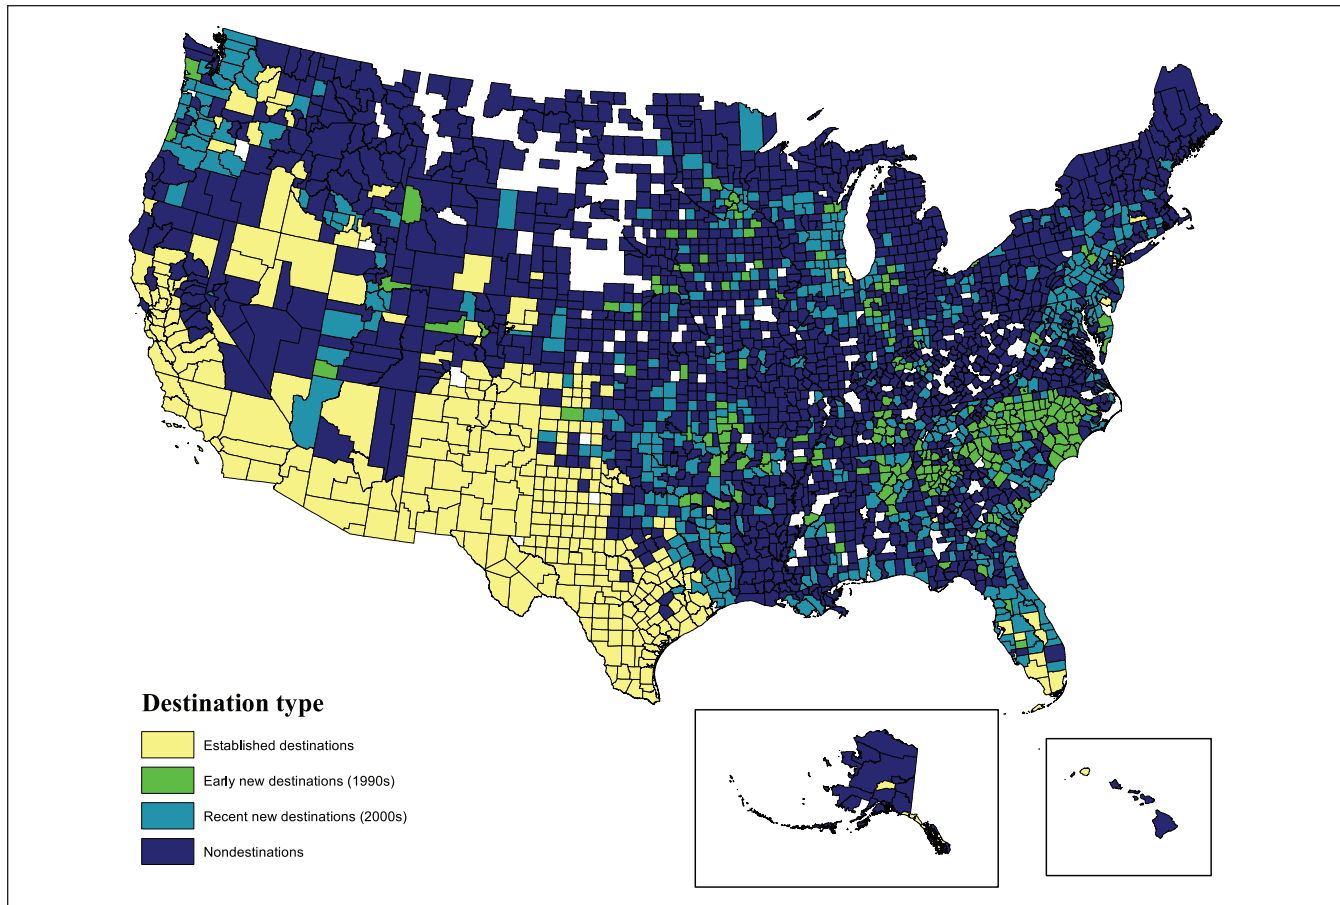 Destination type
Established destinations
Early new destinations (1990s)
Recent new destinations (2000s)
Nondestinations